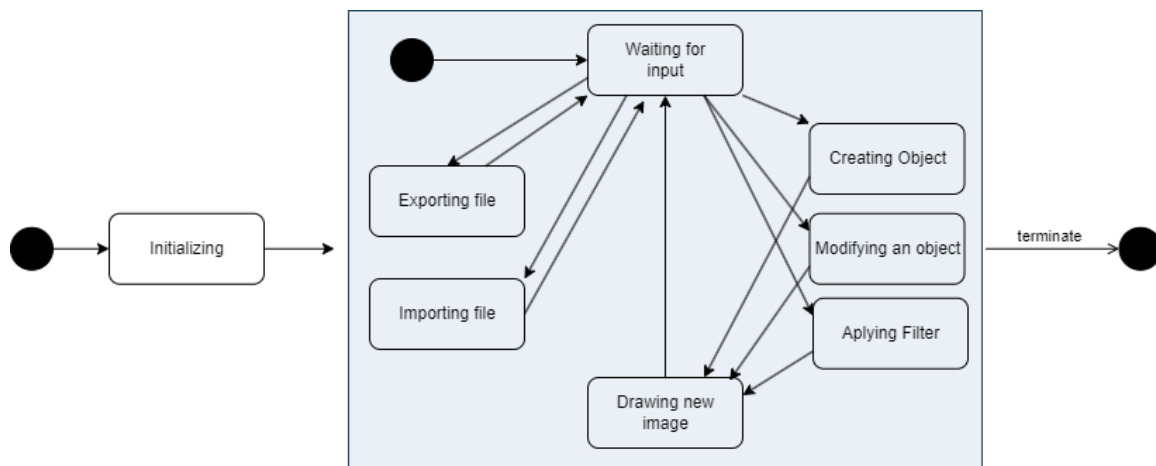 Waiting for
input
Creating Object
Exporting file
Initializing
Modifying an object
terminate
Importing file
Aplying Filter
Drawing new
image